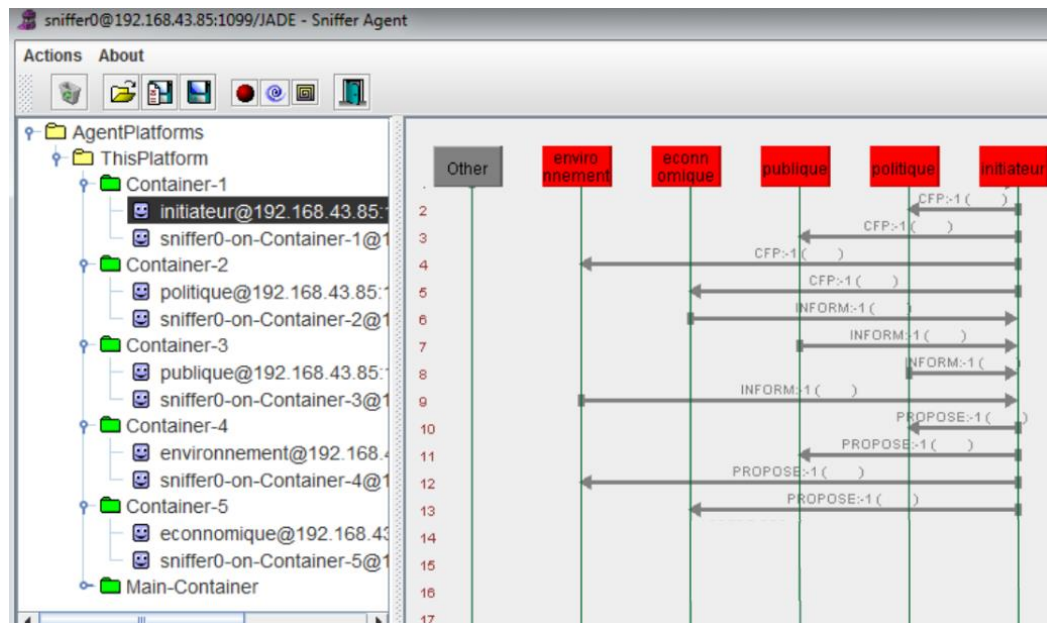 sniffer0@192.168.43.85:1099/JADE - Sniffer Agent
Actions About
AgentPlatforms
ThisPlatform
Container-1
initiateur@192.168.43.85:
sniffer0-on-Container-1@1
Container-2
politique@192.168.43.85:
sniffer0-on-Container-2@1
Container-3
publique@192.168.43.85:
sniffer0-on-Container-3@1
Container-4
environnement@192.168.
sniffer0-on-Container-4@1
Container-5
econnomique@192.168.43
sniffer0-on-Container-5@1
Main-Container
Other
enviro
nnement
econn
omique
publique
politique
initiateur
2 CFP:-1 ( )
3 CFP:-1 ( )
4 CFP:-1 ( )
5 CFP:-1 ( )
6 INFORM:-1 ( )
7 INFORM:-1 ( )
8 INFORM:-1 ( )
9 INFORM:-1 ( )
10 PROPOSE:-1 ( )
11 PROPOSE:-1 ( )
12 PROPOSE:-1 ( )
13 PROPOSE:-1 ( )
14
15
16
17